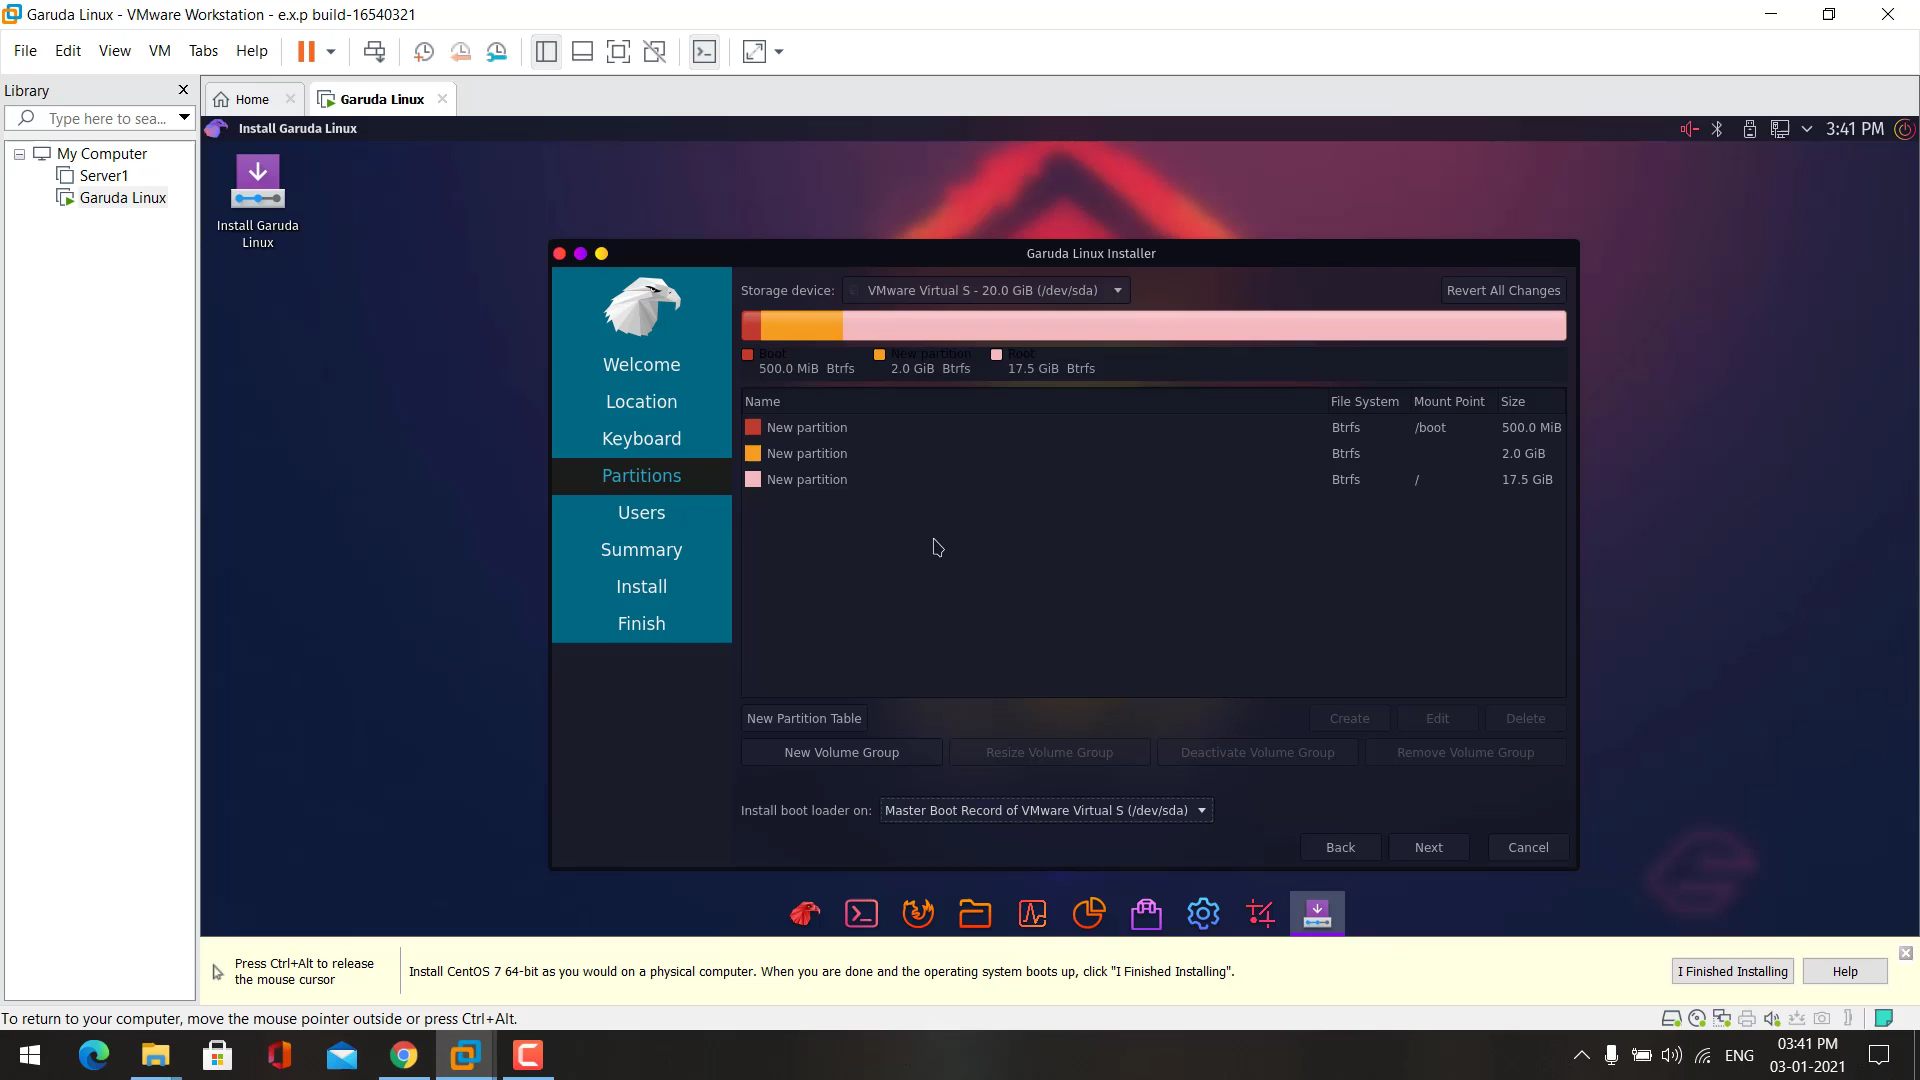 Garuda Linux - VMware Workstation - e.x.p build-16540321
File Edit View VM Tabs Help
Library
Type here to sea...
My Computer
Server1
Garuda Linux
Home
Garuda Linux
Install Garuda Linux
3:41 PM
Install Garuda
Linux
Garuda Linux Installer
Welcome
Location
Keyboard
Partitions
Users
Summary
Install
Finish
Storage device: VMware Virtual S - 20.0 GiB (/dev/sda) Revert All Changes
Boot New partition Root
500.0 MiB Btrfs 2.0 GiB Btrfs 17.5 GiB Btrfs
Name File System Mount Point Size
New partition Btrfs /boot 500.0 MiB
New partition Btrfs 2.0 GiB
New partition Btrfs / 17.5 GiB
New Partition Table Create Edit Delete
New Volume Group Resize Volume Group Deactivate Volume Group Remove Volume Group
Install boot loader on: Master Boot Record of VMware Virtual S (/dev/sda)
Back Next Cancel
Press Ctrl+Alt to release
the mouse cursor
Install CentOS 7 64-bit as you would on a physical computer. When you are done and the operating system boots up, click "I Finished Installing".
I Finished Installing Help
To return to your computer, move the mouse pointer outside or press Ctrl+Alt.
ENG
03:41 PM
03-01-2021